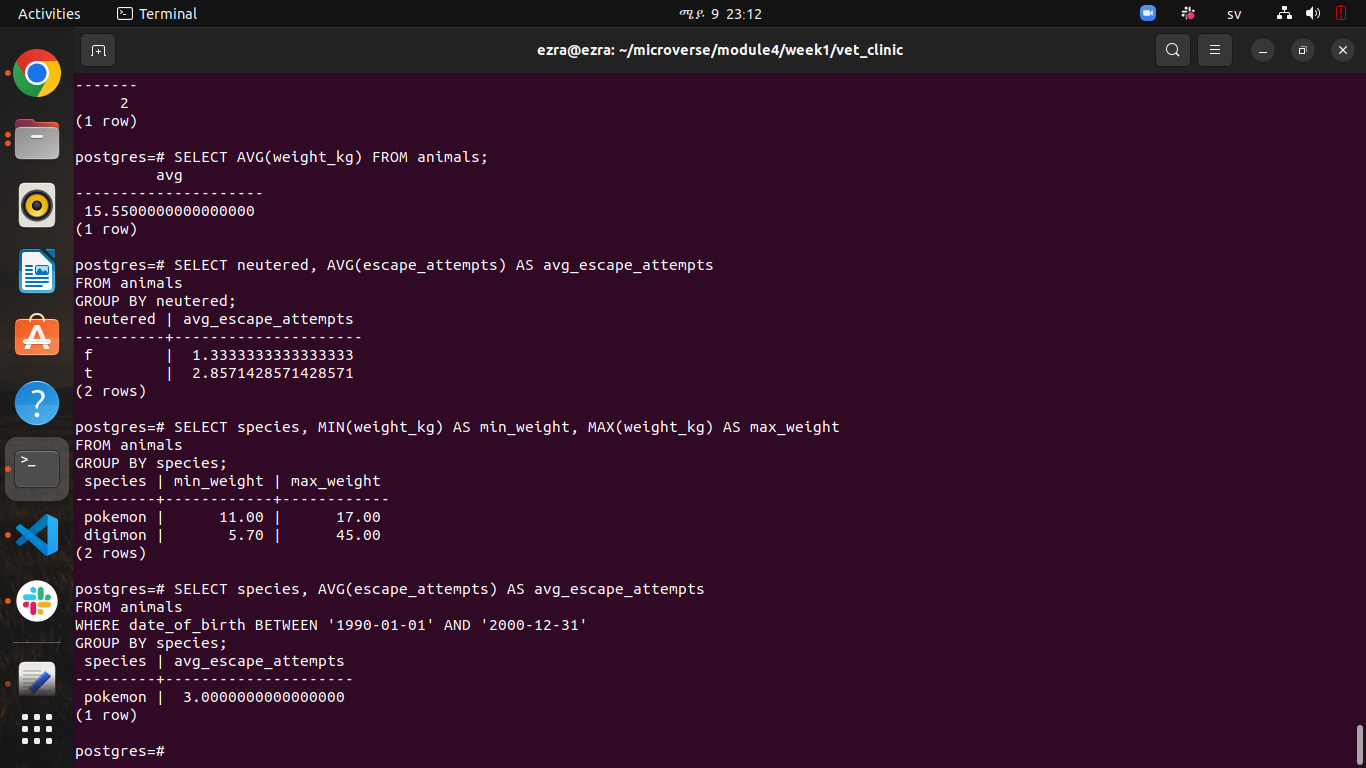 Activities Terminal ሜይ 9 23:12 sv
ezra@ezra: ~/microverse/module4/week1/vet_clinic
-------
     2
(1 row)
postgres=# SELECT AVG(weight_kg) FROM animals;
         avg
---------------------
 15.5500000000000000
(1 row)
postgres=# SELECT neutered, AVG(escape_attempts) AS avg_escape_attempts
FROM animals
GROUP BY neutered;
 neutered | avg_escape_attempts
----------+---------------------
 f        |  1.3333333333333333
 t        |  2.8571428571428571
(2 rows)
postgres=# SELECT species, MIN(weight_kg) AS min_weight, MAX(weight_kg) AS max_weight
FROM animals
GROUP BY species;
 species | min_weight | max_weight
---------+------------+------------
 pokemon |      11.00 |      17.00
 digimon |       5.70 |      45.00
(2 rows)
postgres=# SELECT species, AVG(escape_attempts) AS avg_escape_attempts
FROM animals
WHERE date_of_birth BETWEEN '1990-01-01' AND '2000-12-31'
GROUP BY species;
 species | avg_escape_attempts
---------+---------------------
 pokemon |  3.0000000000000000
(1 row)
postgres=#